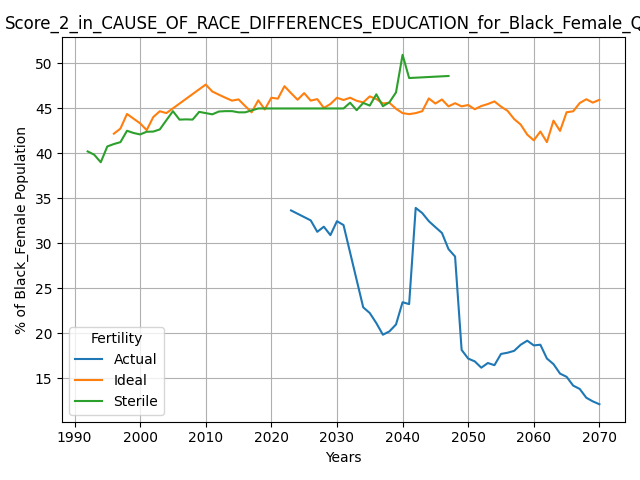 Score_2_in_CAUSE_OF_RACE_DIFFERENCES_EDUCATION_for_Black_Female_Q
% of Black_Female Population
50
45
40
35
30
25
20
15
Fertility
Actual
Ideal
Sterile
1990 2000 2010 2020 2030 2040 2050 2060 2070
Years